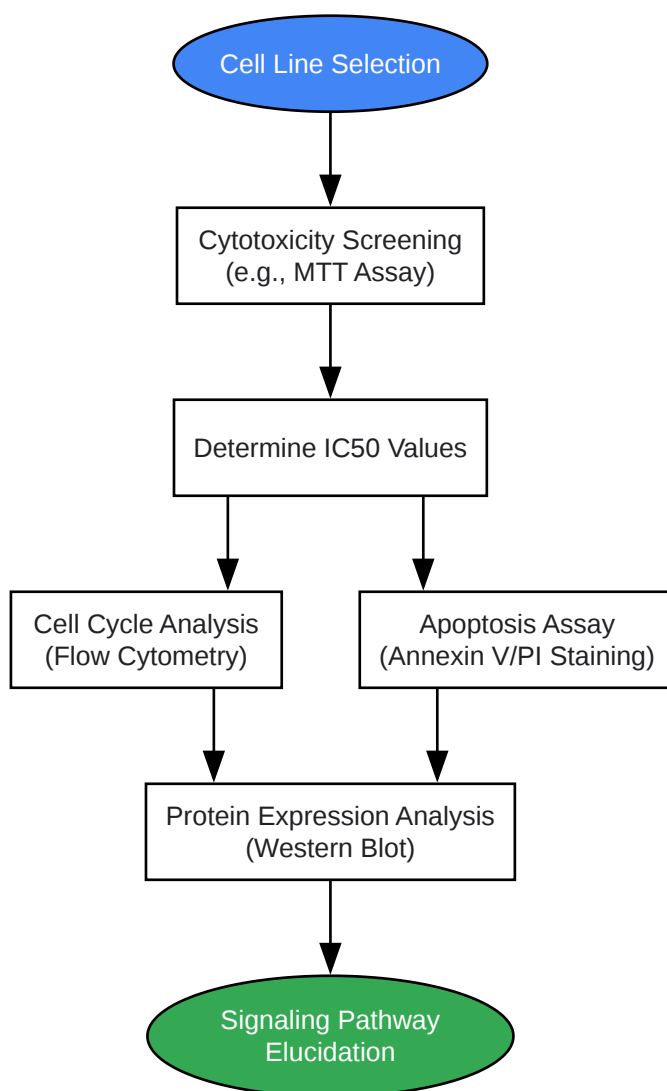 Cell Line Selection
Cytotoxicity Screening
(e.g., MTT Assay)
Determine IC50 Values
Cell Cycle Analysis
(Flow Cytometry)
Apoptosis Assay
(Annexin V/PI Staining)
Protein Expression Analysis
(Western Blot)
Signaling Pathway
Elucidation